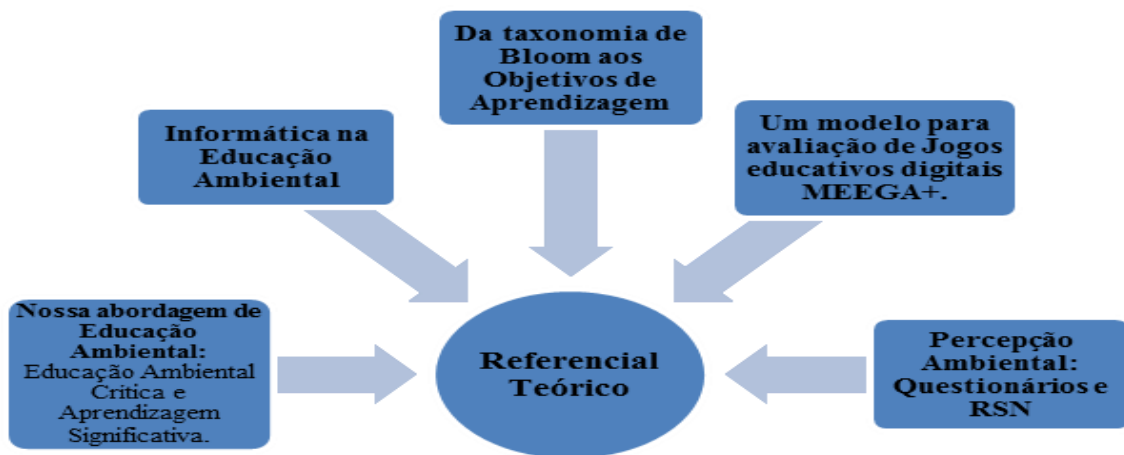 Da taxonomia de
Bloom aos
Objetivos de
Aprendizagem
Informática na
Educação
Ambiental
Um modelo para
avaliação de Jogos
educativos digitais
MEEGA+.
Nossa abordagem de
Educação
Ambiental:
Educação Ambiental
Crítica e
Aprendizagem
Significativa.
Referencial
Teórico
Percepção
Ambiental:
Questionários e
RSN